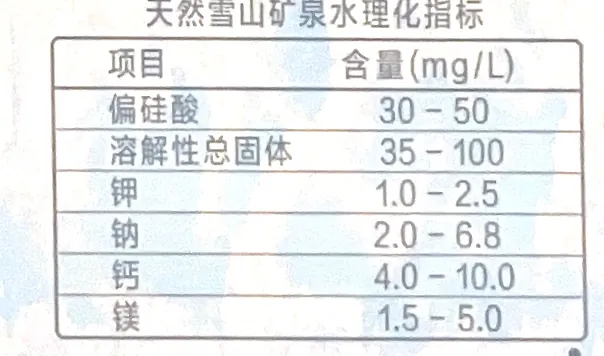 天然雪山矿泉水理化指标
项目 含量(mg/L)
偏硅酸 30－50
溶解性总固体 35－100
钾 1.0－2.5
钠 2.0－6.8
钙 4.0－10.0
镁 1.5－5.0